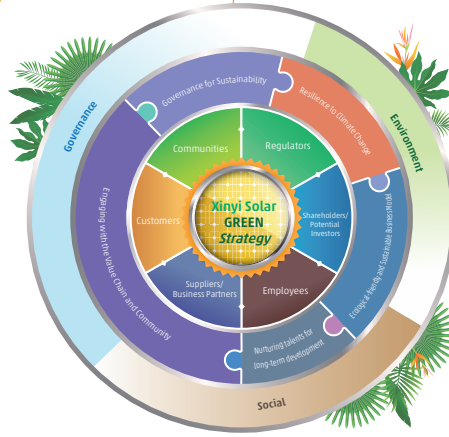 Governance
Environment
Social
Governance for Sustainability
Resilience to Climate Change
Ecological-friendly and Sustainable Business Model
Nurturing talents for
long-term development
Engaging with the Value Chain and Community
Communities
Regulators
Shareholders/
Potential
Investors
Employees
Suppliers/
Business Partners
Customers
Xinyi Solar
GREEN
Strategy